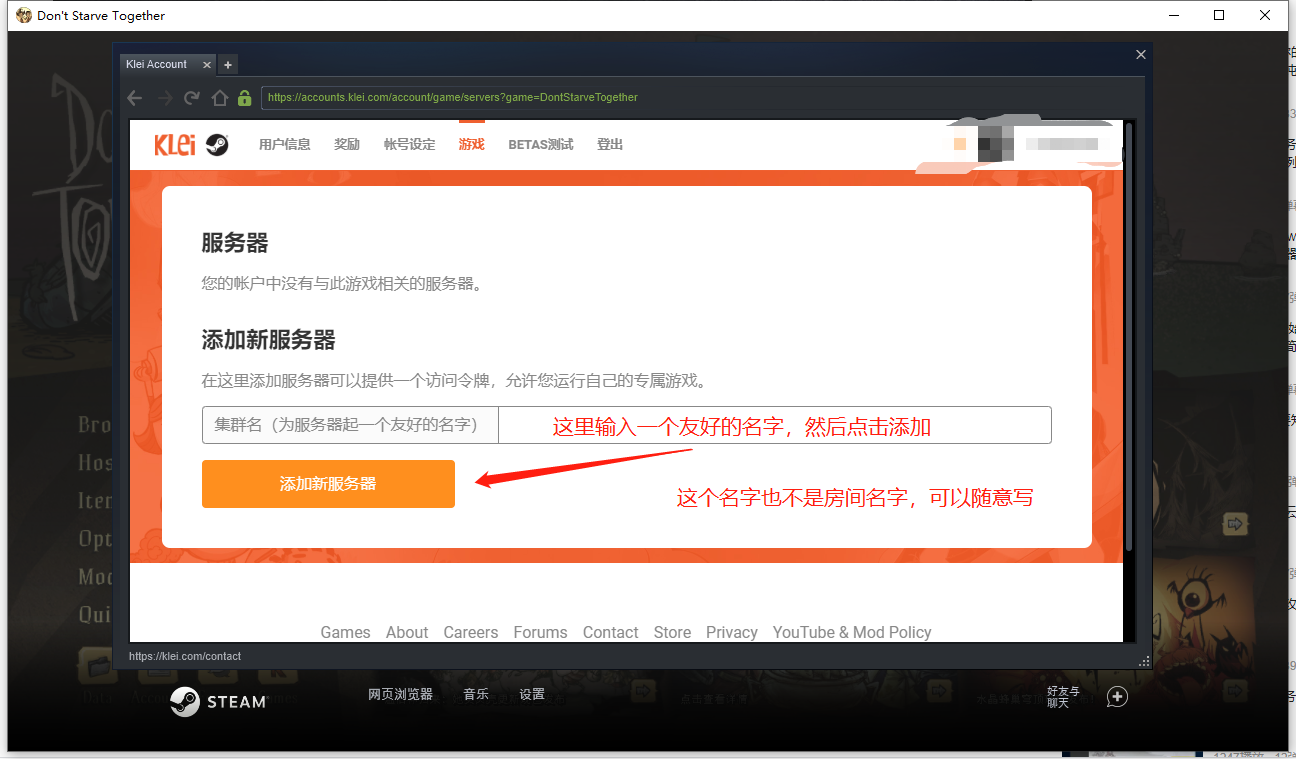 Don't Starve Together
Klei Account
https://accounts.klei.com/account/game/servers?game=DontStarveTogether
KLei 用户信息 奖励 帐号设定 游戏 BETAS测试 登出
服务器
您的帐户中没有与此游戏相关的服务器。
添加新服务器
在这里添加服务器可以提供一个访问令牌，允许您运行自己的专属游戏。
集群名（为服务器起一个友好的名字） 这里输入一个友好的名字，然后点击添加
添加新服务器
这个名字也不是房间名字，可以随意写
Games About Careers Forums Contact Store Privacy YouTube & Mod Policy
https://klei.com/contact
STEAM 网页浏览器 音乐 设置 好友与
聊天